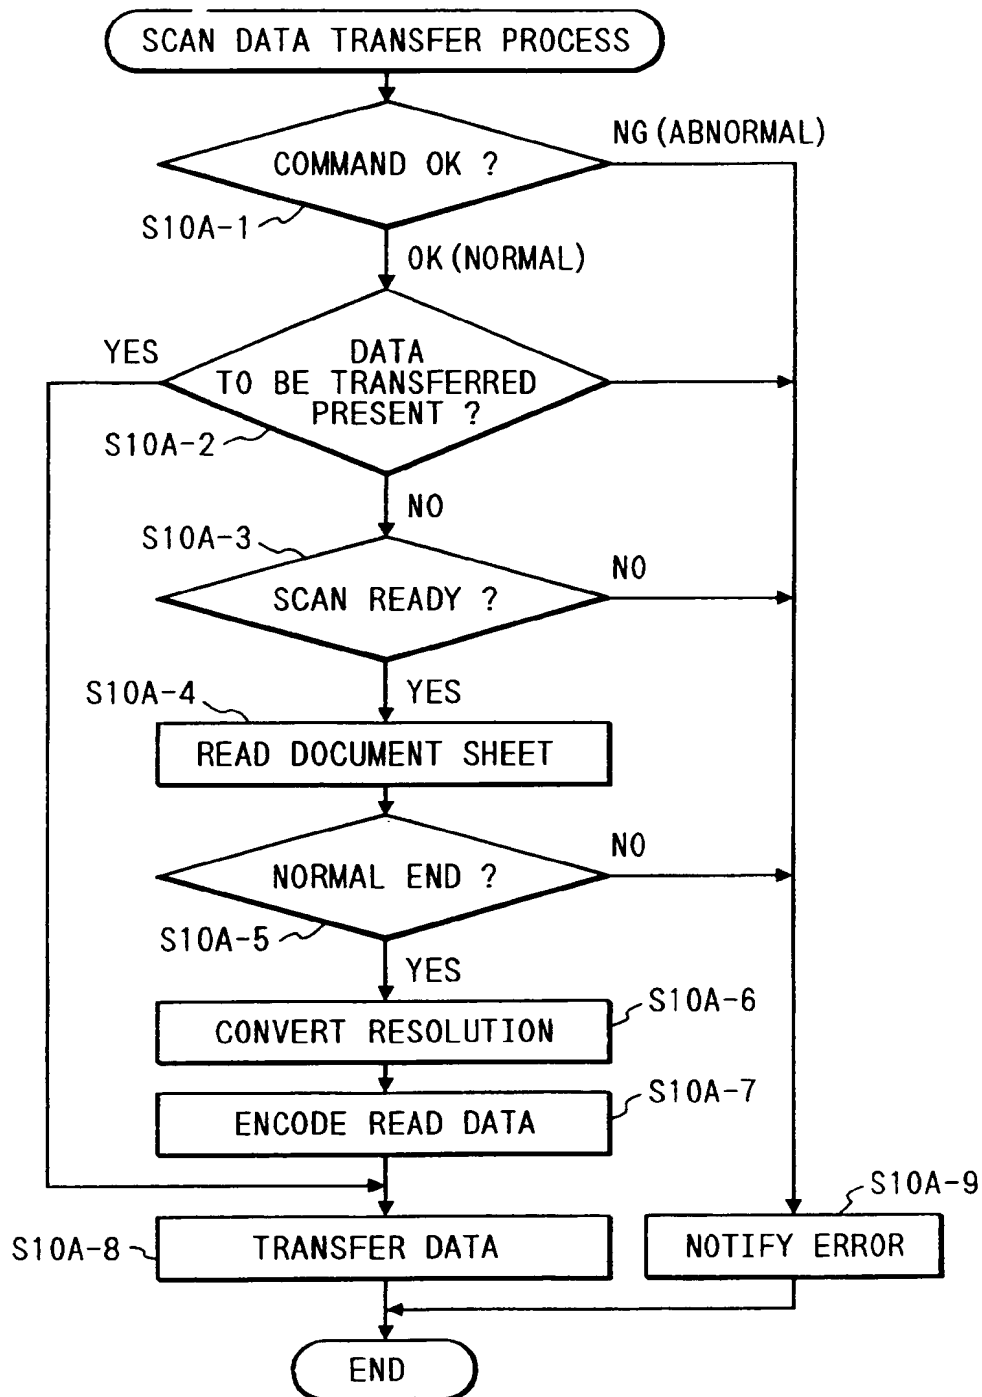 SCAN DATA TRANSFER PROCESS
NG (ABNORMAL)
COMMAND OK ?
S10A-1
OK (NORMAL)
YES
DATA
TO BE TRANSFERRED
PRESENT ?
S10A-2
NO
S10A-3
NO
SCAN READY ?
YES
S10A-4
READ DOCUMENT SHEET
NO
NORMAL END ?
S10A-5
YES
S10A-6
CONVERT RESOLUTION
S10A-7
ENCODE READ DATA
S10A-9
S10A-8
TRANSFER DATA
NOTIFY ERROR
END